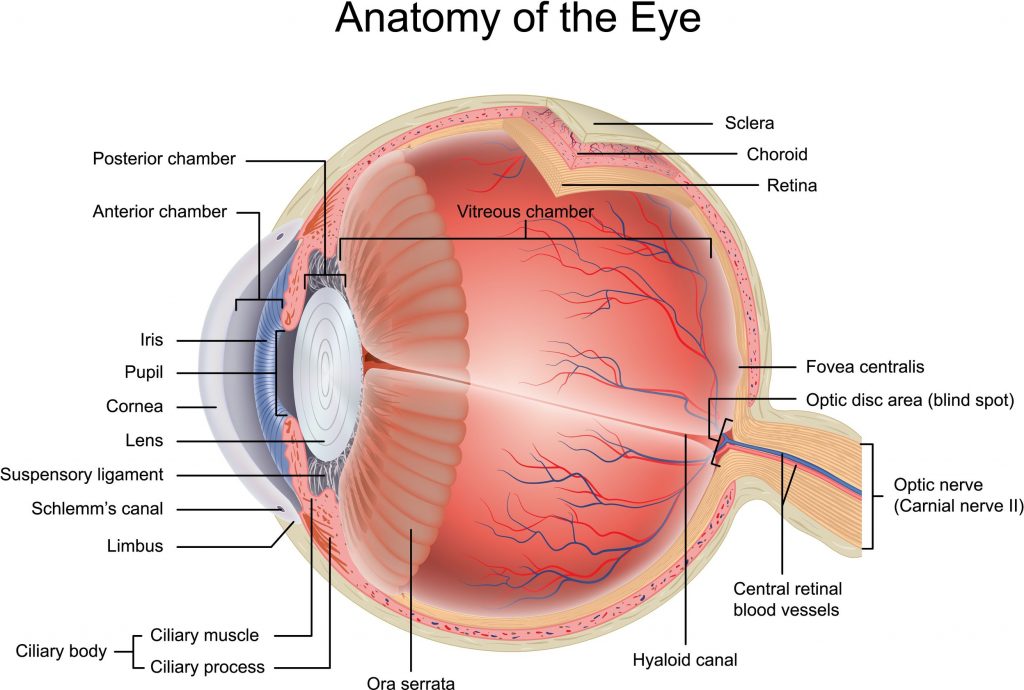 Anatomy of the Eye
Posterior chamber
Anterior chamber
Iris
Pupil
Cornea
Lens
Suspensory ligament
Schlemm's canal
Limbus
Ciliary body
Ciliary muscle
Ciliary process
Ora serrata
Vitreous chamber
Sclera
Choroid
Retina
Fovea centralis
Optic disc area (blind spot)
Optic nerve
(Carnial nerve II)
Central retinal
blood vessels
Hyaloid canal